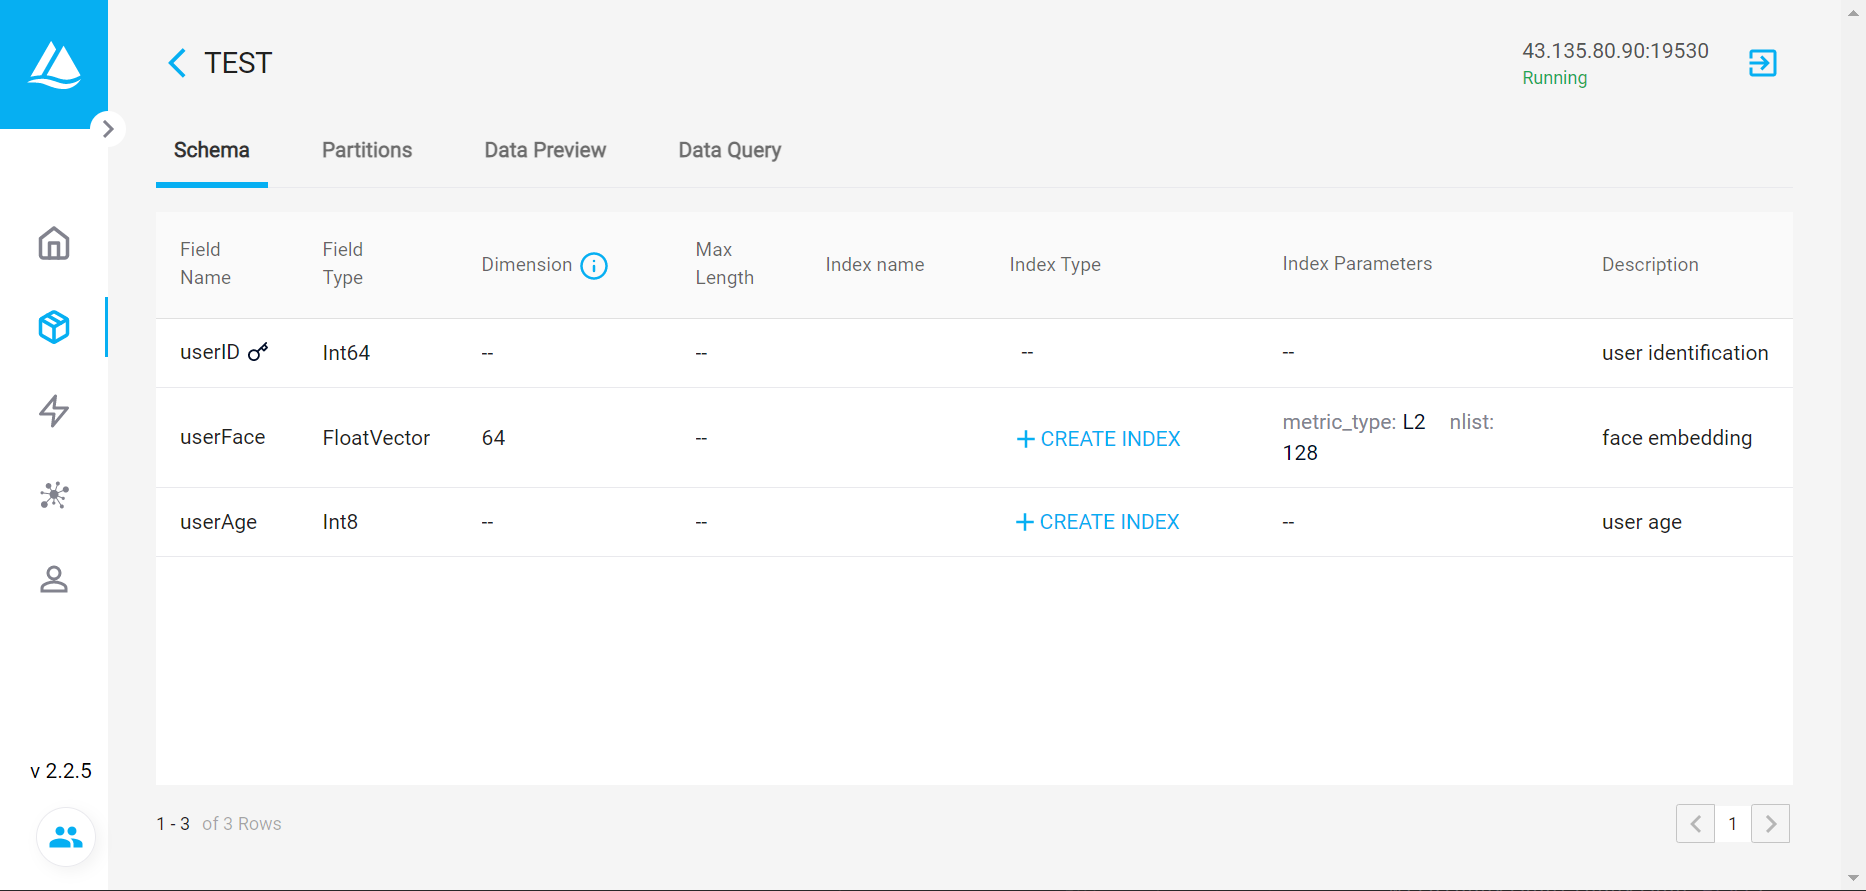 TEST
43.135.80.90:19530
Running
Schema Partitions Data Preview Data Query
Field Name Field Type Dimension Max Length Index name Index Type Index Parameters Description
userID Int64 -- -- -- -- user identification
userFace FloatVector 64 -- CREATE INDEX metric_type: L2 nlist: 128 face embedding
userAge Int8 -- -- CREATE INDEX -- user age
v 2.2.5
1 - 3 of 3 Rows 1